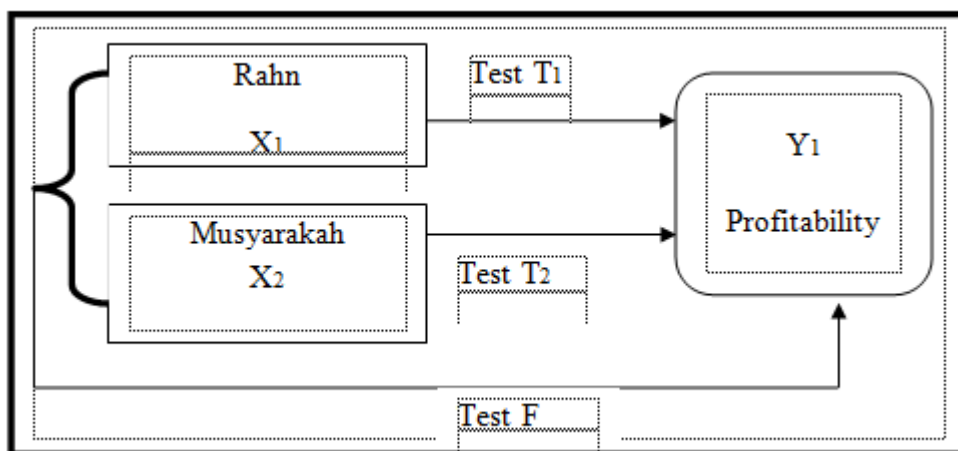 Rahn
X1
Test T1
Musyarakah
X2
Test T2
Y1
Profitability
Test F